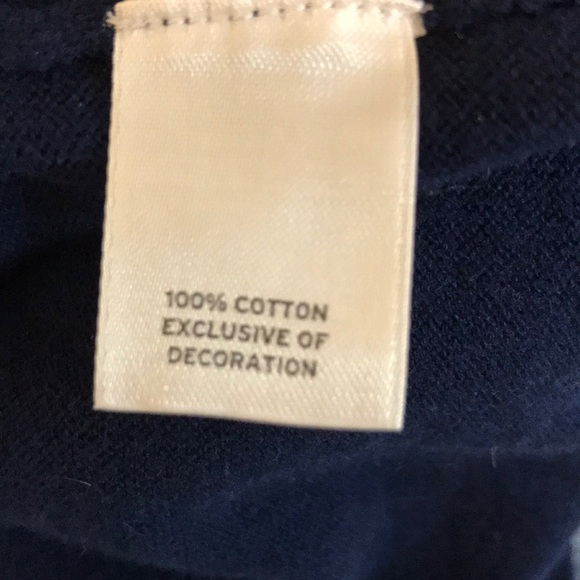 100% COTTON
EXCLUSIVE OF
DECORATION